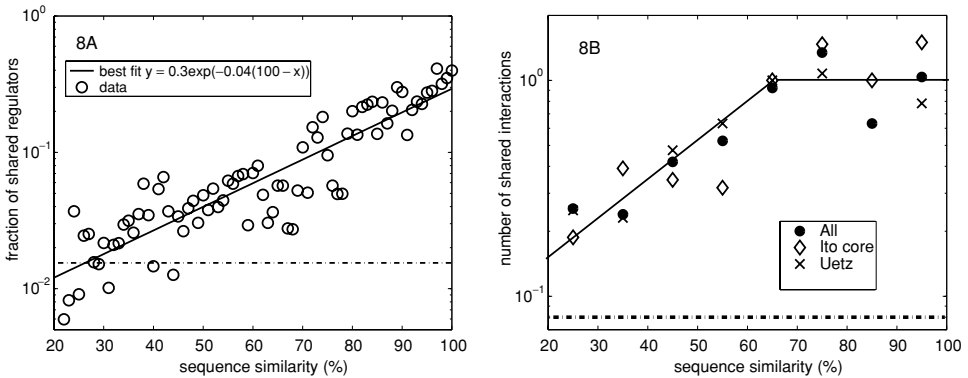 8A
best fit y = 0.3exp(−0.04(100−x))
data
10⁰
10⁻¹
10⁻²
fraction of shared regulators
20 30 40 50 60 70 80 90 100
sequence similarity (%)
8B
10⁰
10⁻¹
number of shared interactions
All
Ito core
Uetz
20 30 40 50 60 70 80 90 100
sequence similarity (%)